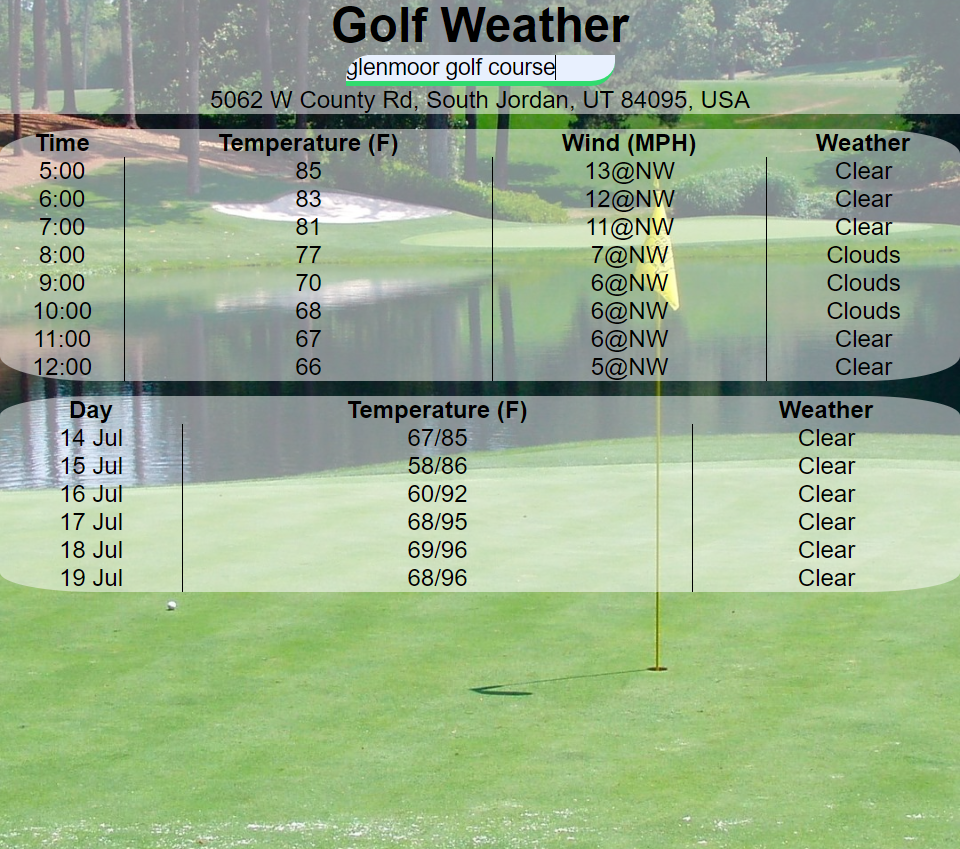 Golf Weather
glenmoor golf course
5062 W County Rd, South Jordan, UT 84095, USA
Time Temperature (F) Wind (MPH) Weather
5:00 85 13@NW Clear
6:00 83 12@NW Clear
7:00 81 11@NW Clear
8:00 77 7@NW Clouds
9:00 70 6@NW Clouds
10:00 68 6@NW Clouds
11:00 67 6@NW Clear
12:00 66 5@NW Clear
Day Temperature (F) Weather
14 Jul 67/85 Clear
15 Jul 58/86 Clear
16 Jul 60/92 Clear
17 Jul 68/95 Clear
18 Jul 69/96 Clear
19 Jul 68/96 Clear